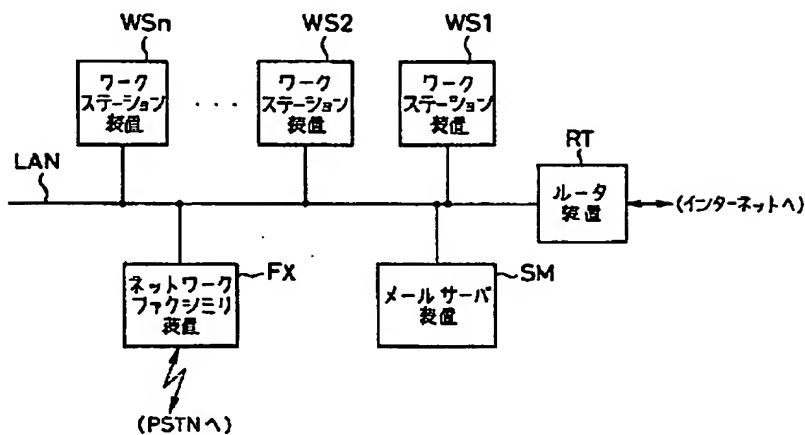 WSn
WS2
WS1
ワーク
ステーション
装置
. . .
ワーク
ステーション
装置
ワーク
ステーション
装置
LAN
RT
ルータ
装置
(インターネットへ)
ネットワーク
ファクシミリ
装置
FX
メールサーバ
装置
SM
(PSTNへ)